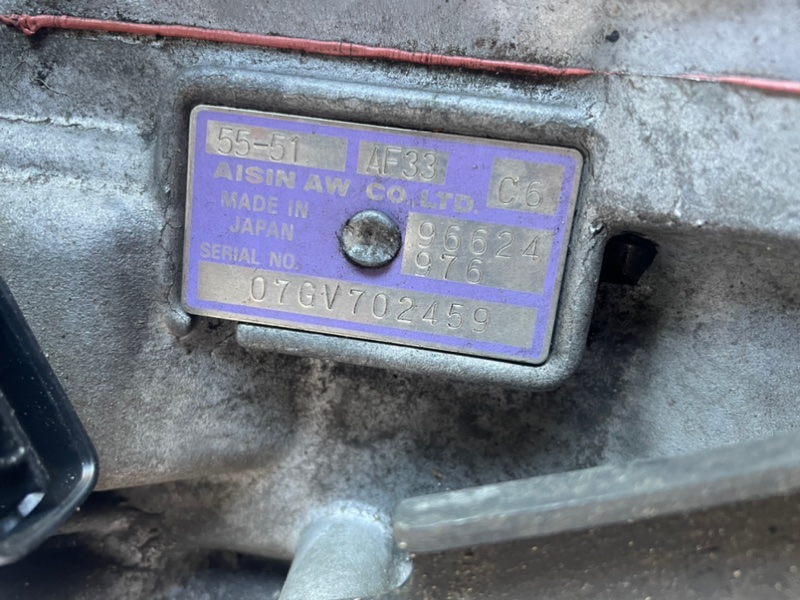 55-51 AF33 C6
AISIN AW CO., LTD.
MADE IN
JAPAN
96624
976
SERIAL NO.
07GV702459